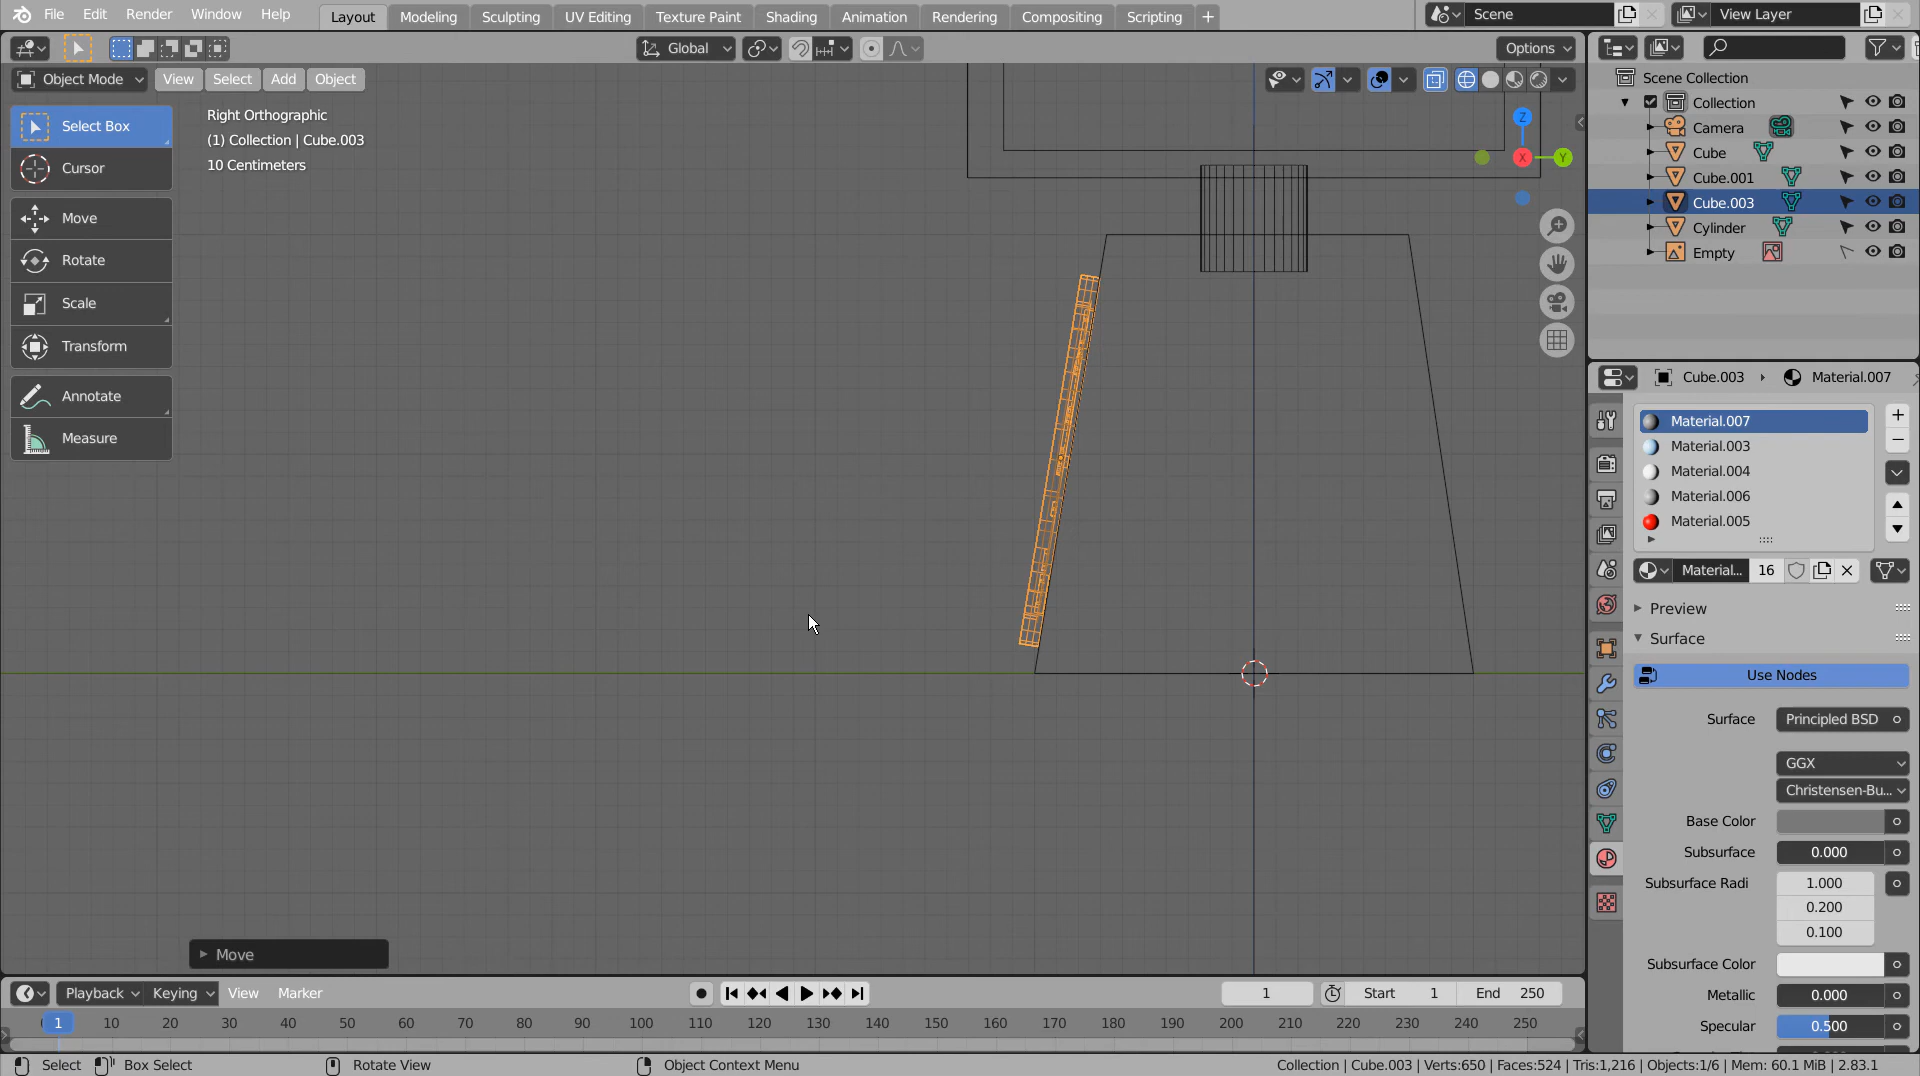 File Edit Render Window Help Layout Modeling Sculpting UV Editing Texture Paint Shading Animation Rendering Compositing Scripting + Scene View Layer
Global Options
Object Mode View Select Add Object
Select Box
Cursor
Move
Rotate
Scale
Transform
Annotate
Measure
Right Orthographic
(1) Collection | Cube.003
10 Centimeters
Z
X
Y
Move
Scene Collection
Collection
Camera
Cube
Cube.001
Cube.003
Cylinder
Empty
Cube.003 Material.007
Material.007
Material.003
Material.004
Material.006
Material.005
Material... 16
Preview
Surface
Use Nodes
Surface Principled BSD
GGX
Christensen-Bu...
Base Color
Subsurface 0.000
Subsurface Radi 1.000
0.200
0.100
Subsurface Color
Metallic 0.000
Specular 0.500
Playback Keying View Marker 1 Start 1 End 250
1 10 20 30 40 50 60 70 80 90 100 110 120 130 140 150 160 170 180 190 200 210 220 230 240 250
Select Box Select Rotate View Object Context Menu Collection | Cube.003 | Verts:650 | Faces:524 | Tris:1,216 | Objects:1/6 | Mem: 60.1 MiB | 2.83.1